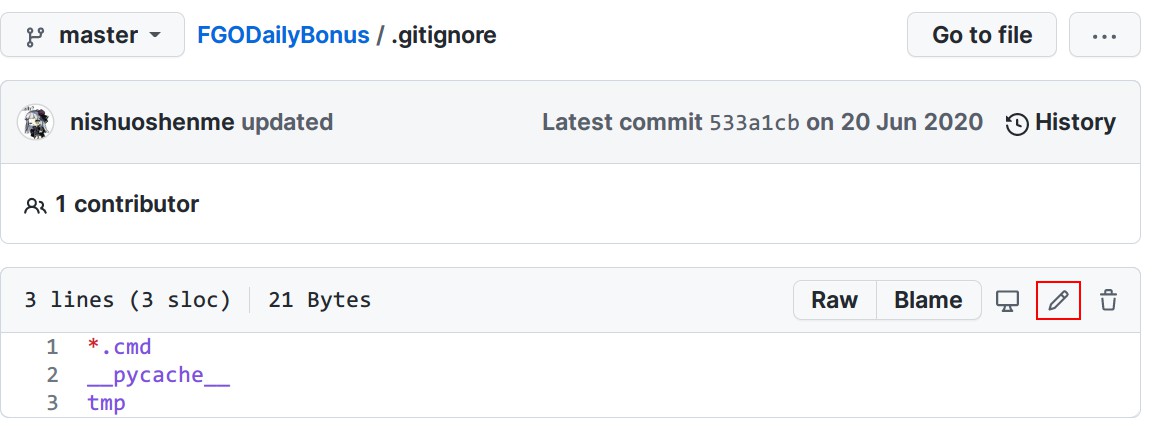 master FGODailyBonus / .gitignore Go to file ...
nishuoshenme updated Latest commit 533a1cb on 20 Jun 2020 History
1 contributor
3 lines (3 sloc) 21 Bytes Raw Blame
1 *.cmd
2 __pycache__
3 tmp